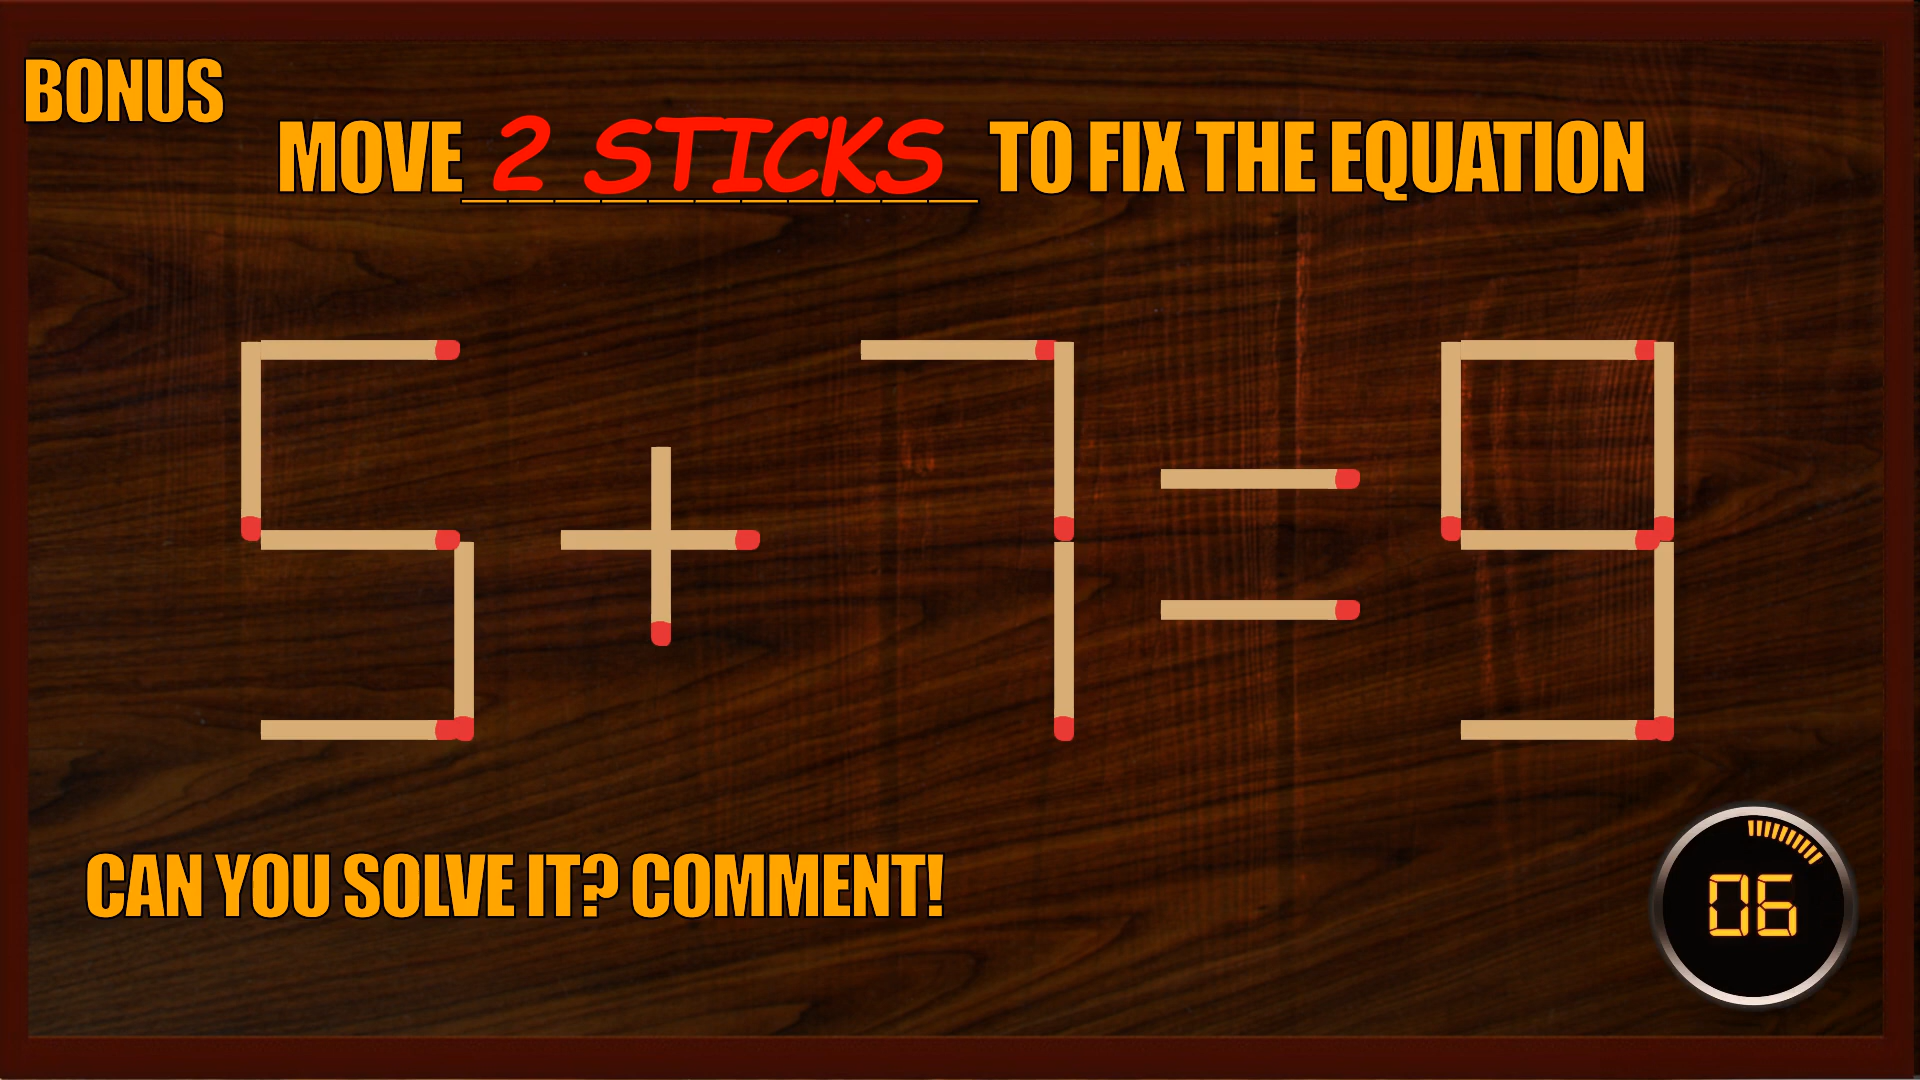 BONUS
MOVE 2 STICKS TO FIX THE EQUATION
5+7=9
CAN YOU SOLVE IT? COMMENT!
06